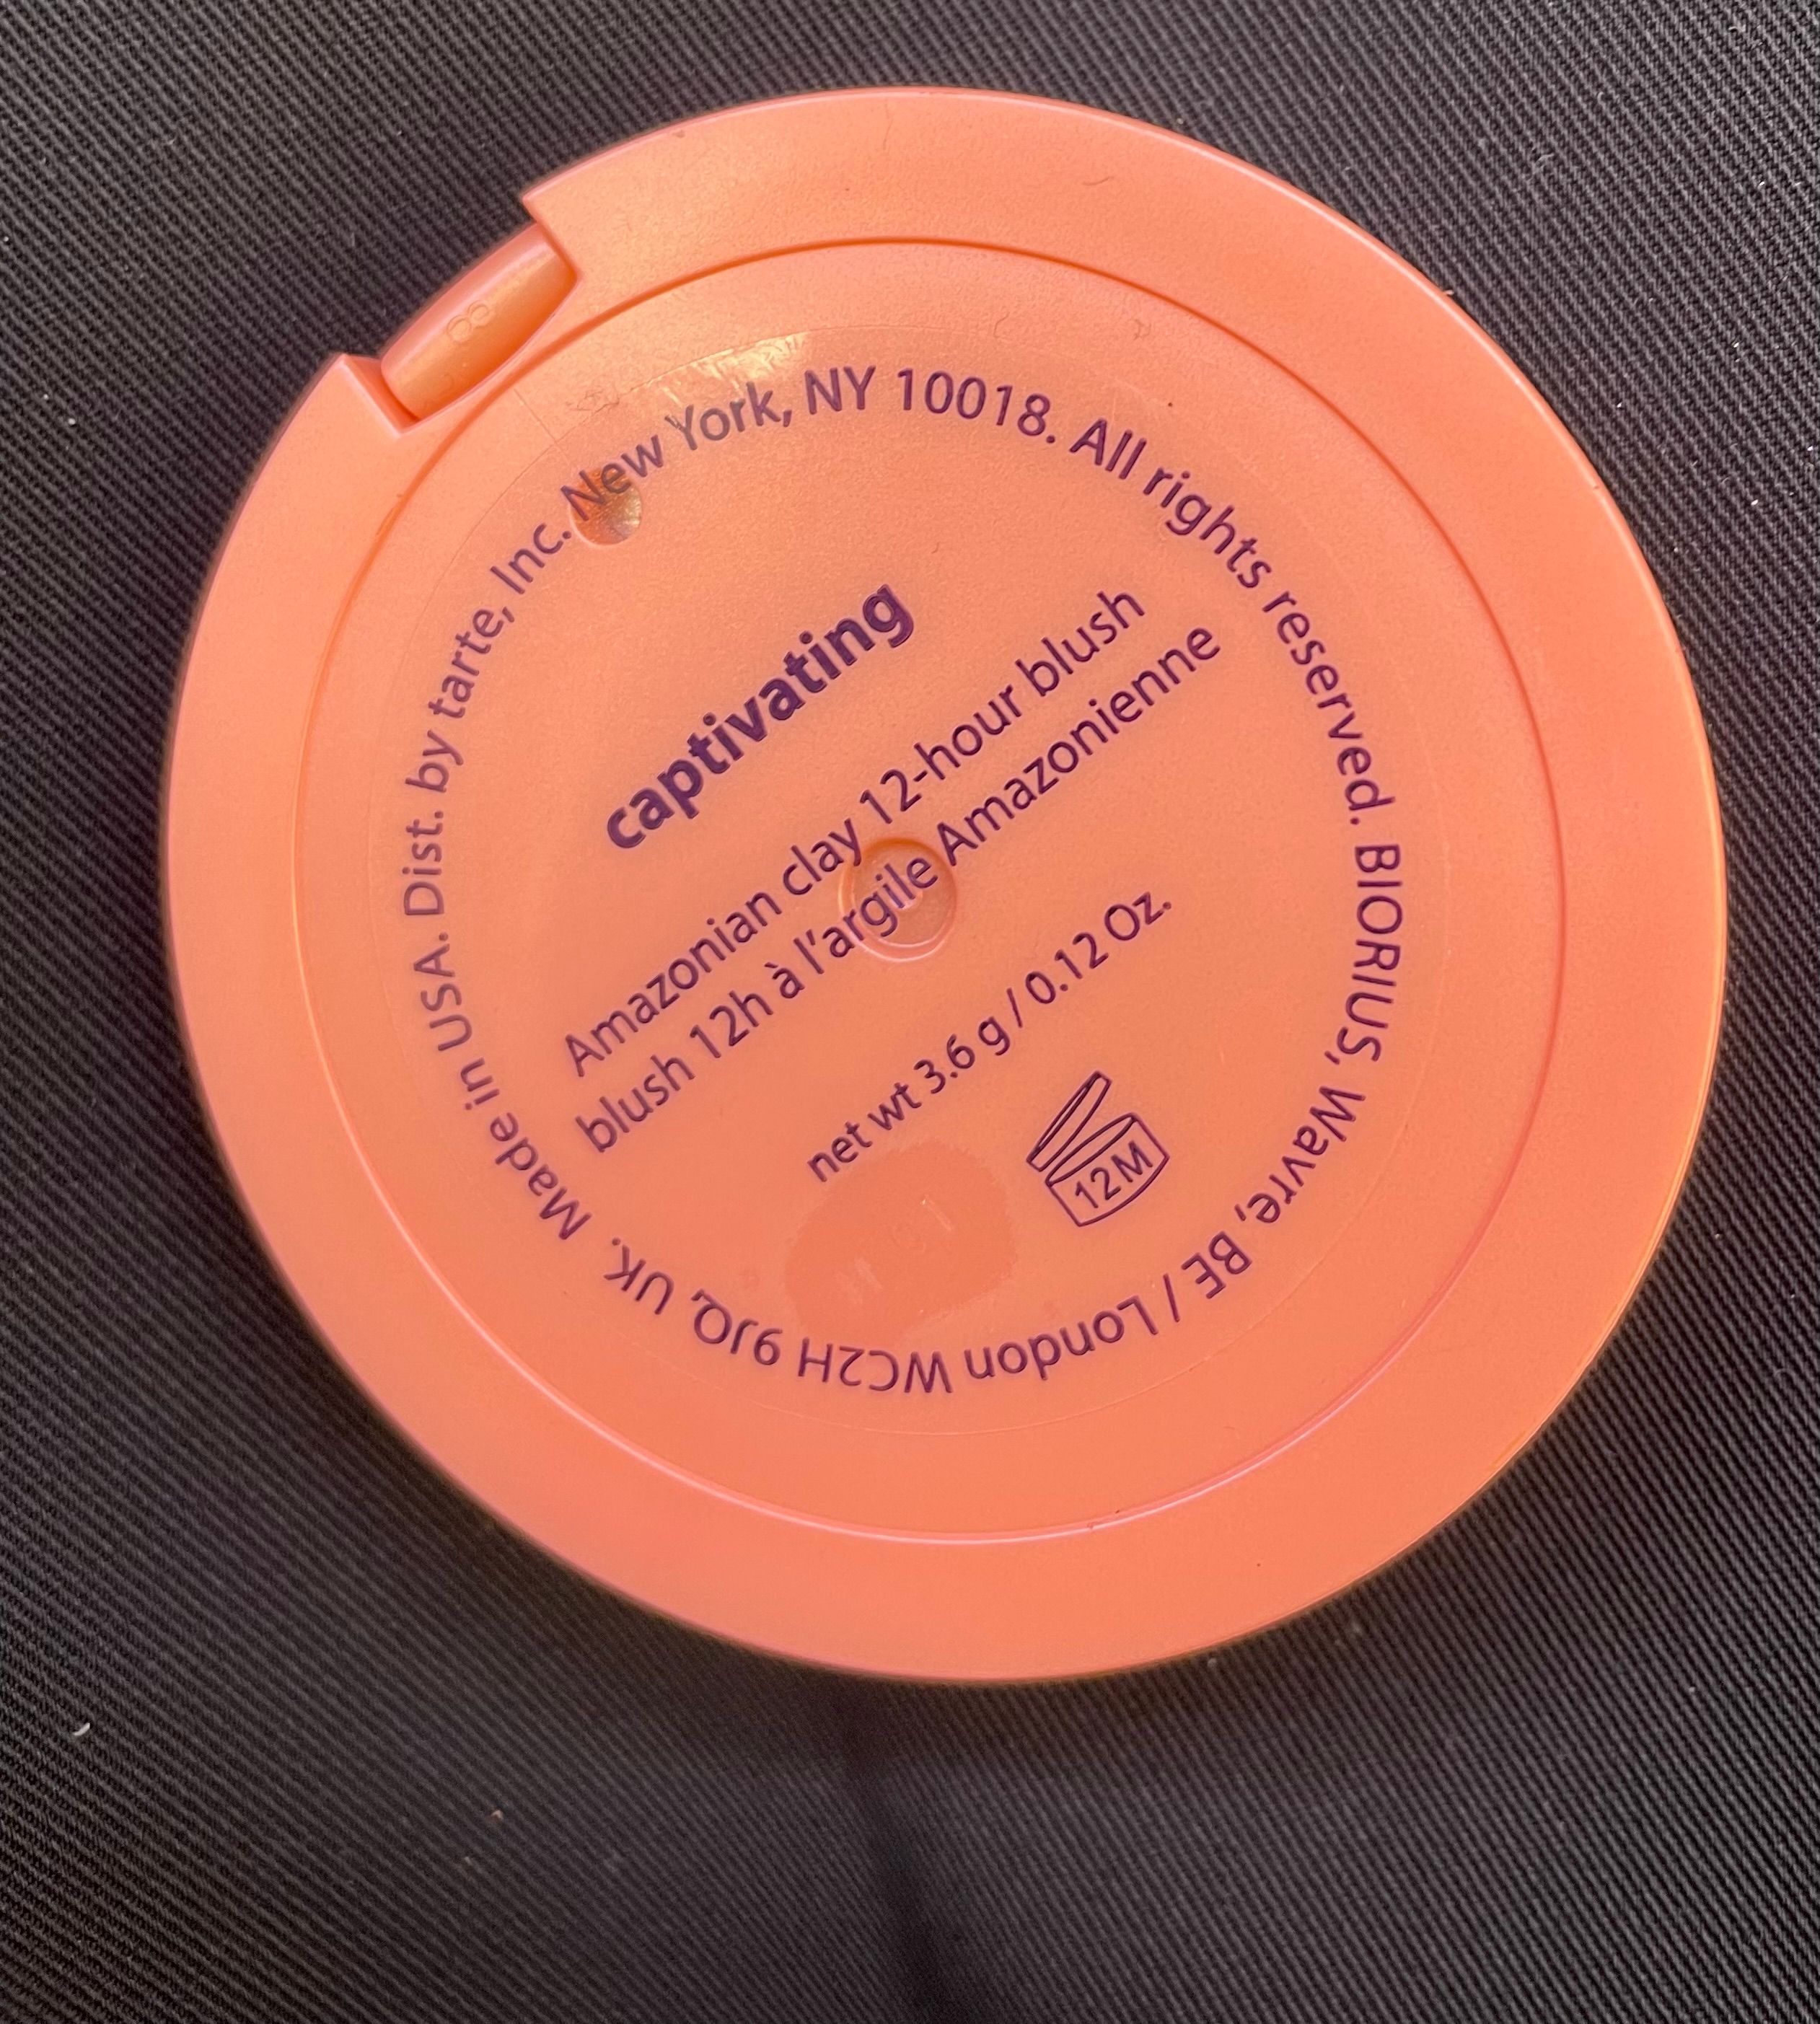 captivating
Amazonian clay 12-hour blush
blush 12h à l'argile Amazonienne
net wt 3.6 g / 0.12 Oz.
12M
Made in USA. Dist. by tarte, Inc. New York, NY 10018. All rights reserved. BIORIUS, Wavre, BE / London WC2H 9JQ, UK.
8